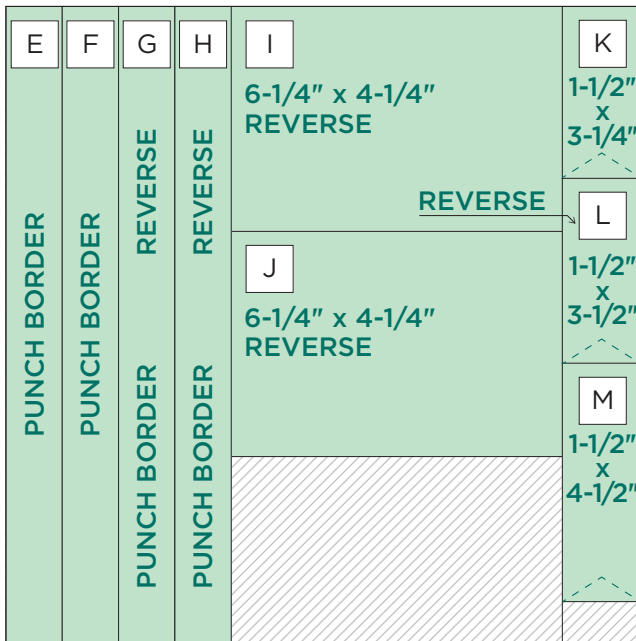 E
PUNCH BORDER
F
PUNCH BORDER
G
REVERSE
PUNCH BORDER
H
REVERSE
PUNCH BORDER
I
6-1/4" x 4-1/4"
REVERSE
J
6-1/4" x 4-1/4"
REVERSE
K
1-1/2"
x
3-1/4"
REVERSE
L
1-1/2"
x
3-1/2"
M
1-1/2"
x
4-1/2"